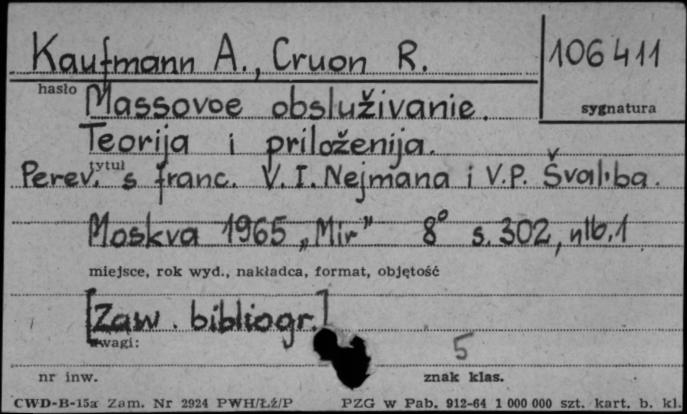 Kaufmann A., Cruon R.
106411
hasło
Massovoe obsluživanie.
sygnatura
Teorija i priloženija.
tytuł
Perev. s franc. V. I. Nejmana i V.P. Švaliba.
Moskva 1965 „Mir” 8° s. 302, nlb. 1
miejsce, rok wyd., nakładca, format, objętość
[Zaw. bibliogr.]
uwagi:
5
nr inw.
znak klas.
CWD-B-15a Zam. Nr 2924 PWH/Łź/P PZG w Pab. 912-64 1 000 000 szt. kart. b. kl.